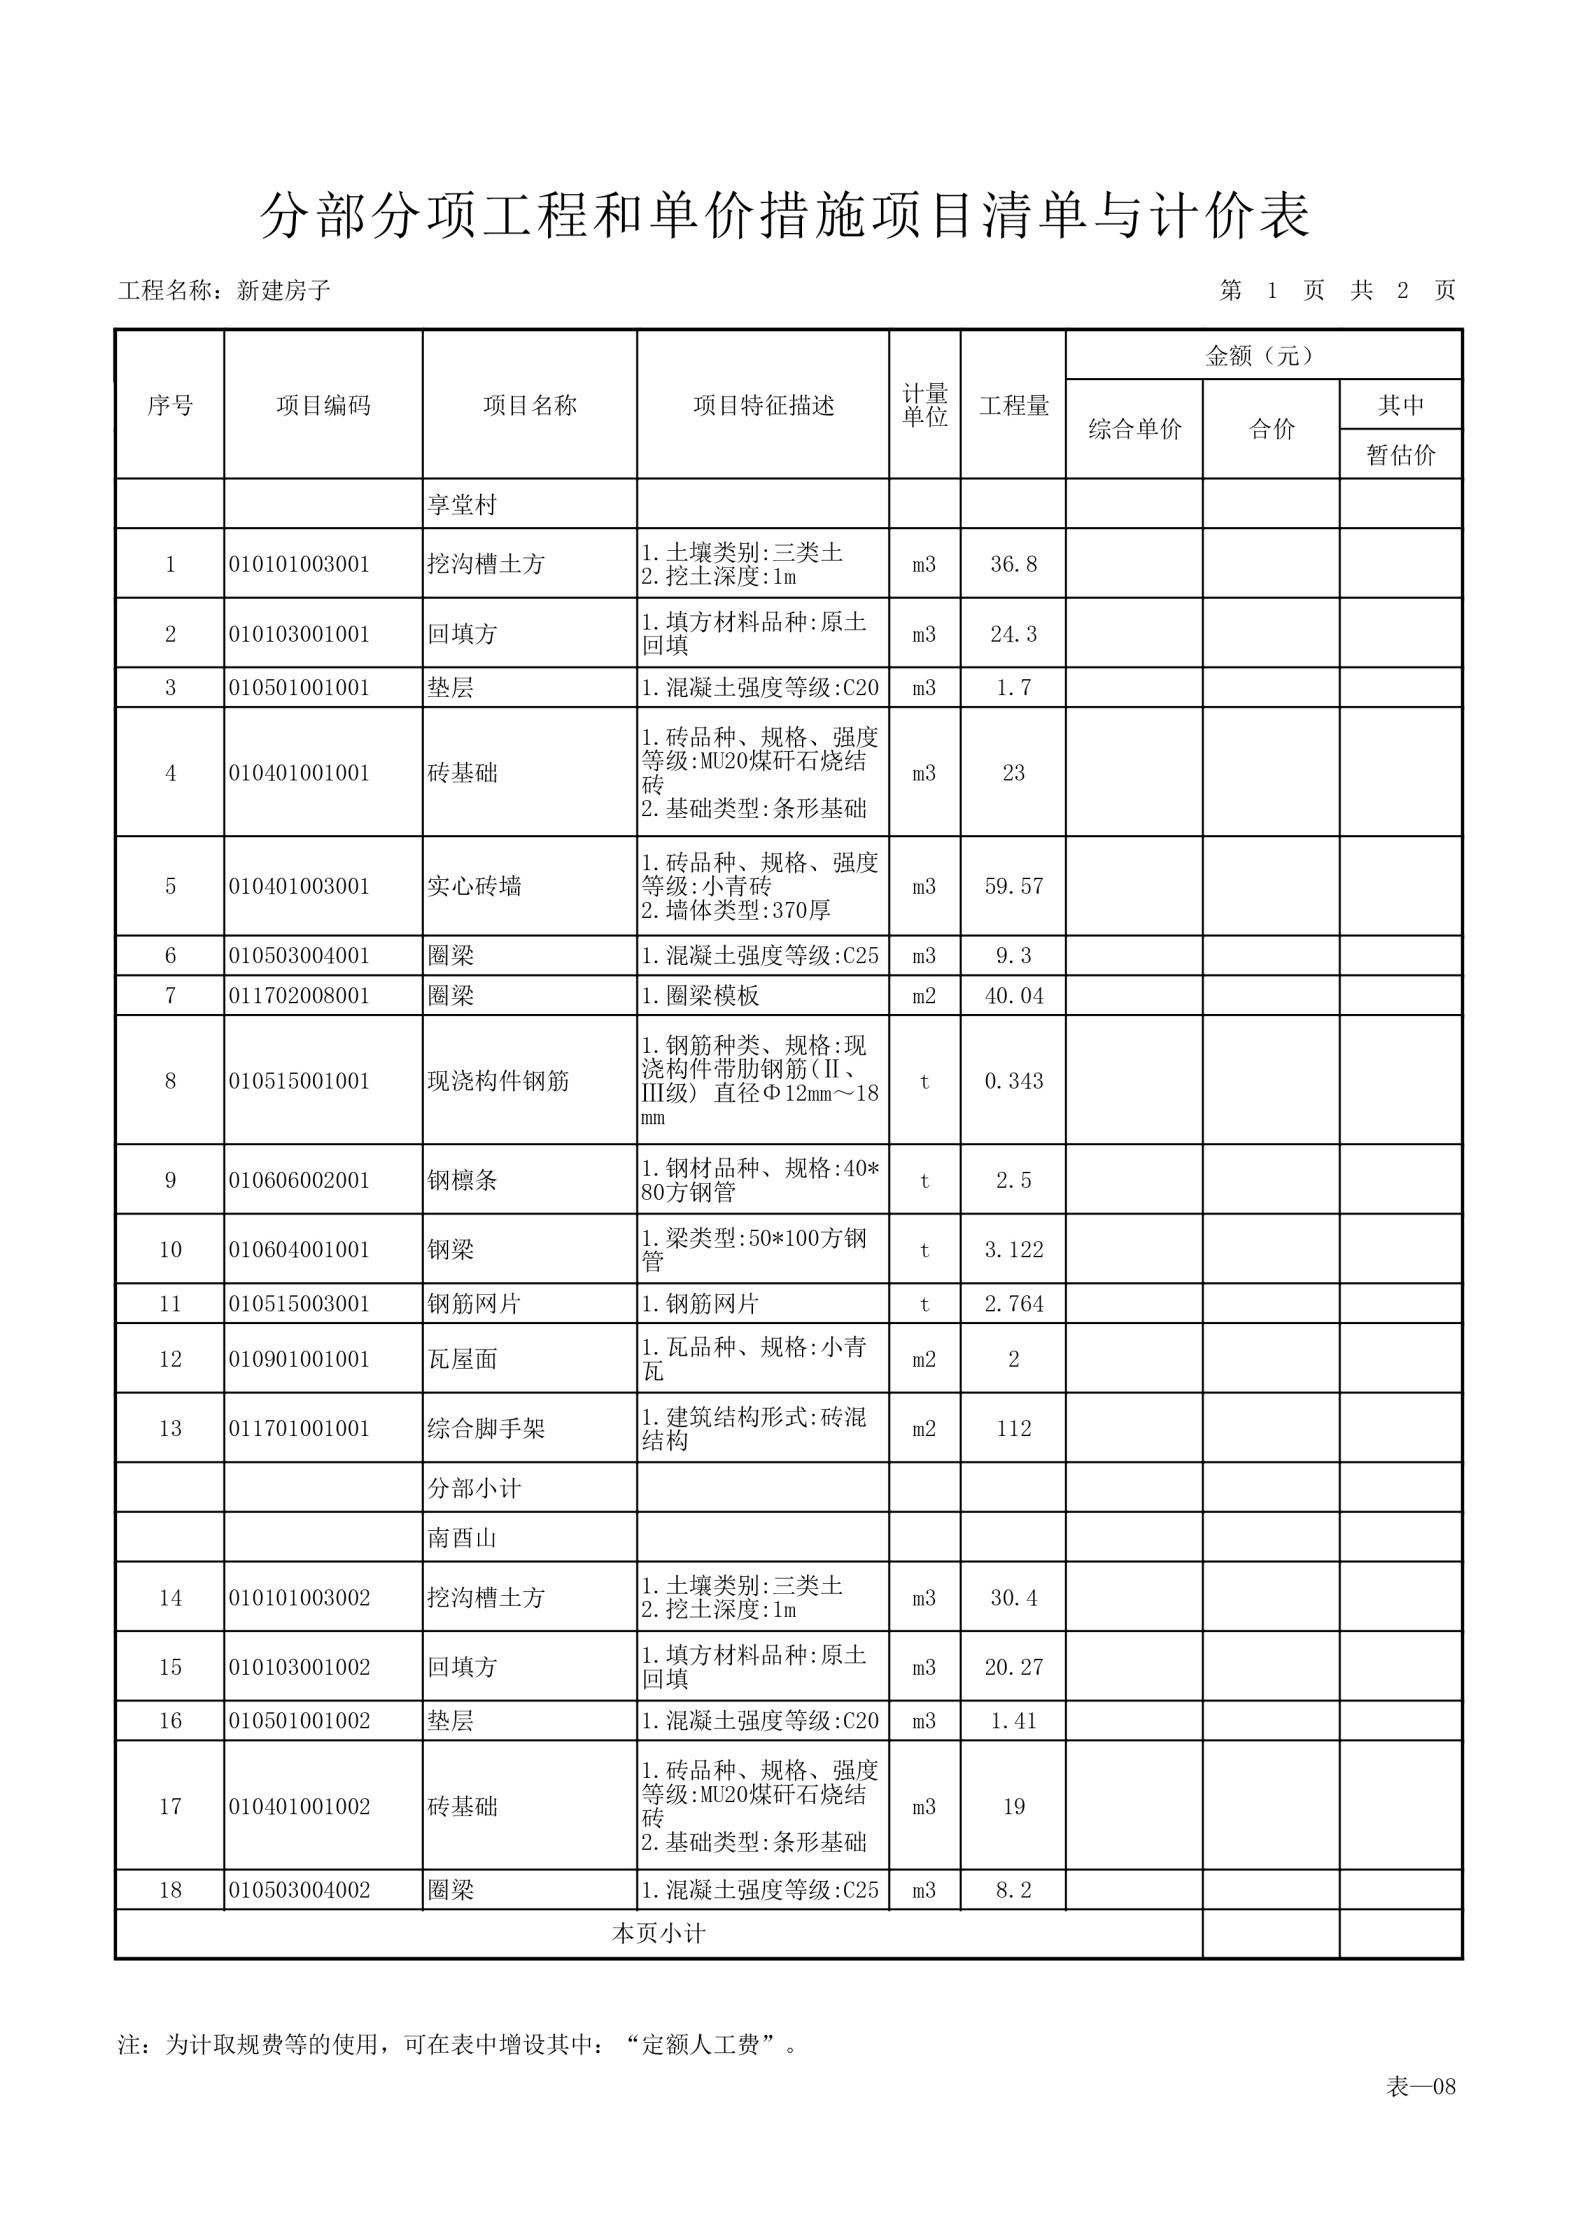 分部分项工程和单价措施项目清单与计价表
工程名称：新建房子 第 1 页 共 2 页
序号 项目编码 项目名称 项目特征描述 计量单位 工程量 金额（元）
综合单价 合价 其中
暂估价
享堂村
1 010101003001 挖沟槽土方 1.土壤类别:三类土
2.挖土深度:1m m3 36.8
2 010103001001 回填方 1.填方材料品种:原土
回填 m3 24.3
3 010501001001 垫层 1.混凝土强度等级:C20 m3 1.7
4 010401001001 砖基础 1.砖品种、规格、强度
等级:MU20煤矸石烧结
砖
2.基础类型:条形基础 m3 23
5 010401003001 实心砖墙 1.砖品种、规格、强度
等级:小青砖
2.墙体类型:370厚 m3 59.57
6 010503004001 圈梁 1.混凝土强度等级:C25 m3 9.3
7 011702008001 圈梁 1.圈梁模板 m2 40.04
8 010515001001 现浇构件钢筋 1.钢筋种类、规格:现
浇构件带肋钢筋(Ⅱ、
Ⅲ级) 直径Φ12mm～18
mm t 0.343
9 010606002001 钢檩条 1.钢材品种、规格:40*
80方钢管 t 2.5
10 010604001001 钢梁 1.梁类型:50*100方钢
管 t 3.122
11 010515003001 钢筋网片 1.钢筋网片 t 2.764
12 010901001001 瓦屋面 1.瓦品种、规格:小青
瓦 m2 2
13 011701001001 综合脚手架 1.建筑结构形式:砖混
结构 m2 112
分部小计
南酉山
14 010101003002 挖沟槽土方 1.土壤类别:三类土
2.挖土深度:1m m3 30.4
15 010103001002 回填方 1.填方材料品种:原土
回填 m3 20.27
16 010501001002 垫层 1.混凝土强度等级:C20 m3 1.41
17 010401001002 砖基础 1.砖品种、规格、强度
等级:MU20煤矸石烧结
砖
2.基础类型:条形基础 m3 19
18 010503004002 圈梁 1.混凝土强度等级:C25 m3 8.2
本页小计
注：为计取规费等的使用，可在表中增设其中：“定额人工费”。
表—08